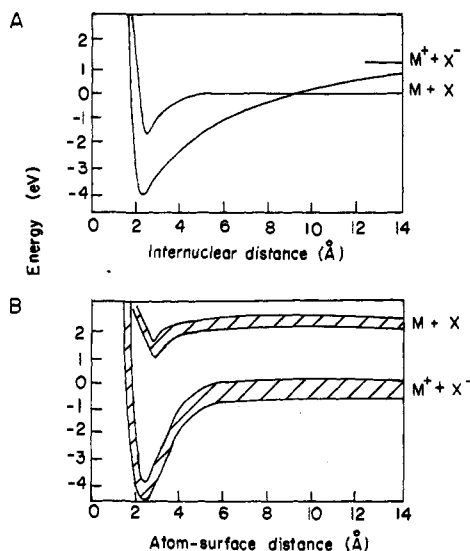 A
Energy (eV)
2
1
0
-1
-2
-3
-4
M⁺ + X⁻
M + X
0 2 4 6 8 10 12 14
Internuclear distance (Å)
B
2
1
0
-1
-2
-3
-4
M + X
M⁺ + X⁻
0 2 4 6 8 10 12 14
Atom-surface distance (Å)